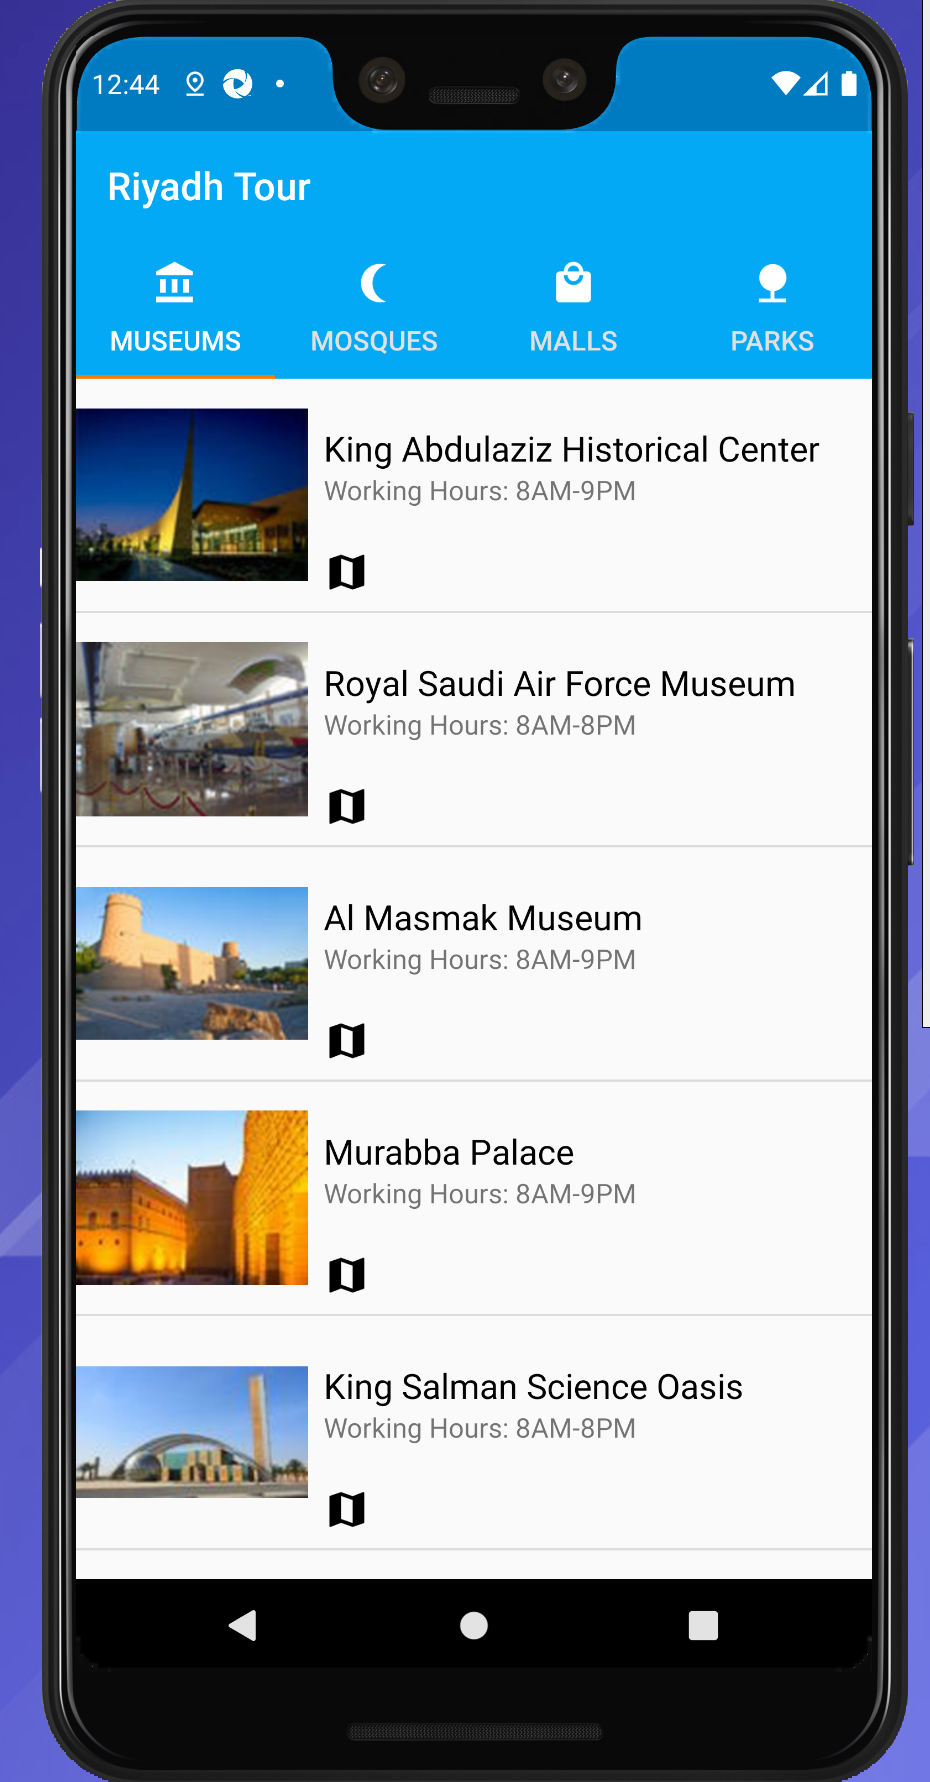 12:44
Riyadh Tour
MUSEUMS MOSQUES MALLS PARKS
King Abdulaziz Historical Center
Working Hours: 8AM-9PM
Royal Saudi Air Force Museum
Working Hours: 8AM-8PM
Al Masmak Museum
Working Hours: 8AM-9PM
Murabba Palace
Working Hours: 8AM-9PM
King Salman Science Oasis
Working Hours: 8AM-8PM